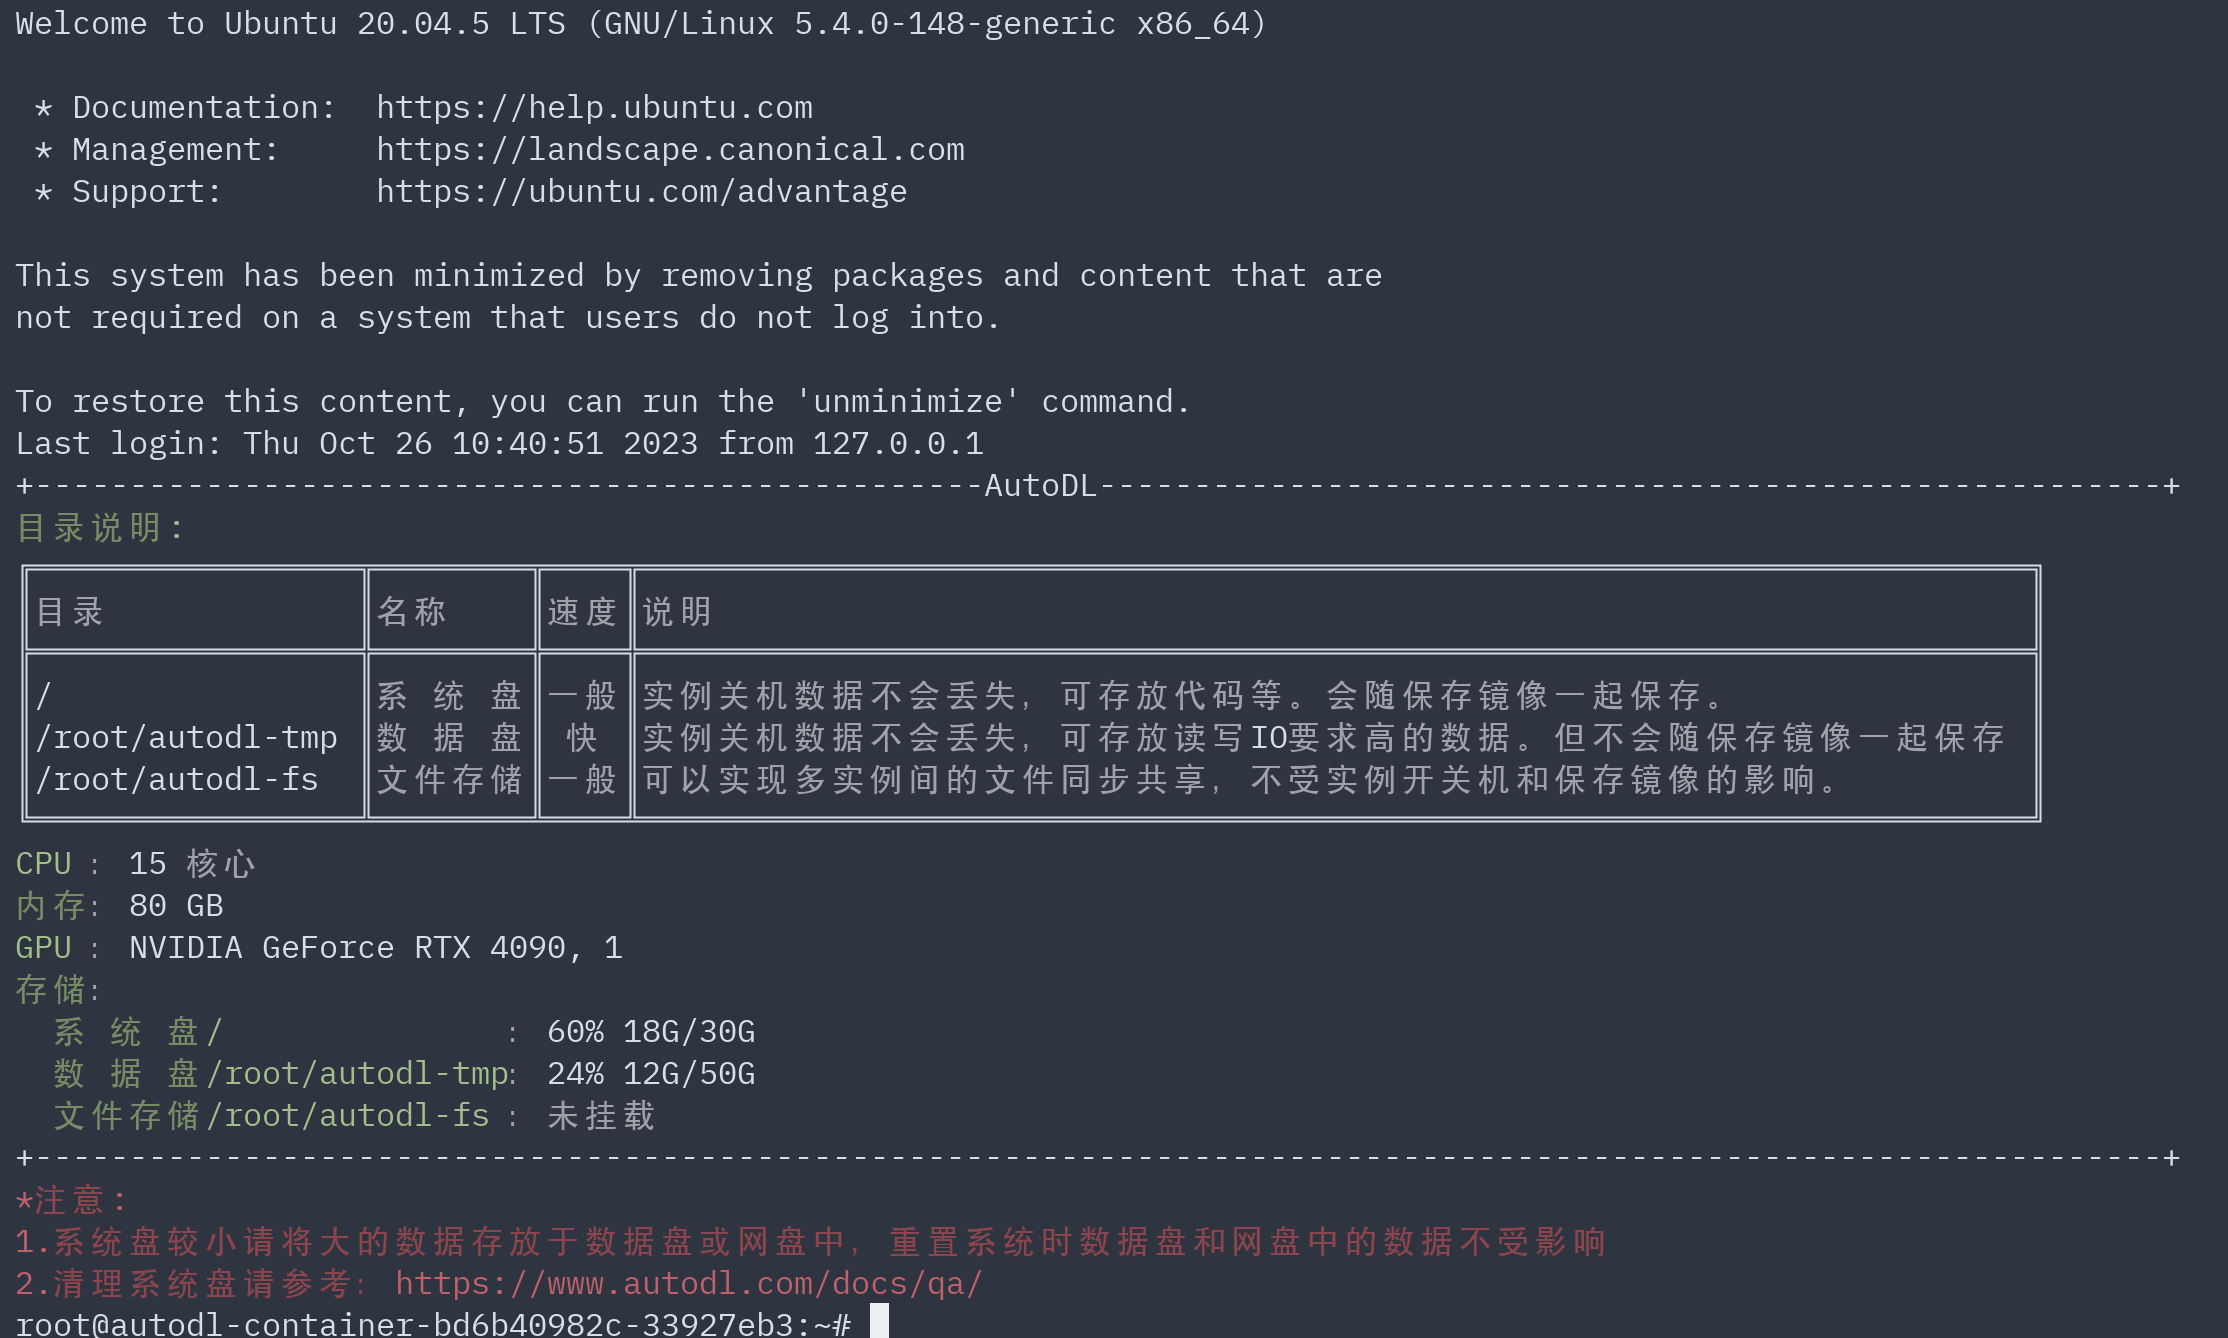 Welcome to Ubuntu 20.04.5 LTS (GNU/Linux 5.4.0-148-generic x86_64)
* Documentation: https://help.ubuntu.com
* Management: https://landscape.canonical.com
* Support: https://ubuntu.com/advantage
This system has been minimized by removing packages and content that are
not required on a system that users do not log into.
To restore this content, you can run the 'unminimize' command.
Last login: Thu Oct 26 10:40:51 2023 from 127.0.0.1
+--------------------------------------------------AutoDL--------------------------------------------------------+
目录说明:
目录 名称 速度 说明
/ 系 统 盘 一般 实例关机数据不会丢失，可存放代码等。会随保存镜像一起保存。
/root/autodl-tmp 数 据 盘 快 实例关机数据不会丢失，可存放读写IO要求高的数据。但不会随保存镜像一起保存
/root/autodl-fs 文件存储 一般 可以实现多实例间的文件同步共享，不受实例开关机和保存镜像的影响。
CPU ：15 核心
内存：80 GB
GPU ：NVIDIA GeForce RTX 4090, 1
存储：
系 统 盘/ ：60% 18G/30G
数 据 盘/root/autodl-tmp：24% 12G/50G
文件存储/root/autodl-fs ：未挂载
+----------------------------------------------------------------------------------------------------------------+
*注意:
1.系统盘较小请将大的数据存放于数据盘或网盘中，重置系统时数据盘和网盘中的数据不受影响
2.清理系统盘请参考：https://www.autodl.com/docs/qa/
root@autodl-container-bd6b40982c-33927eb3:~#